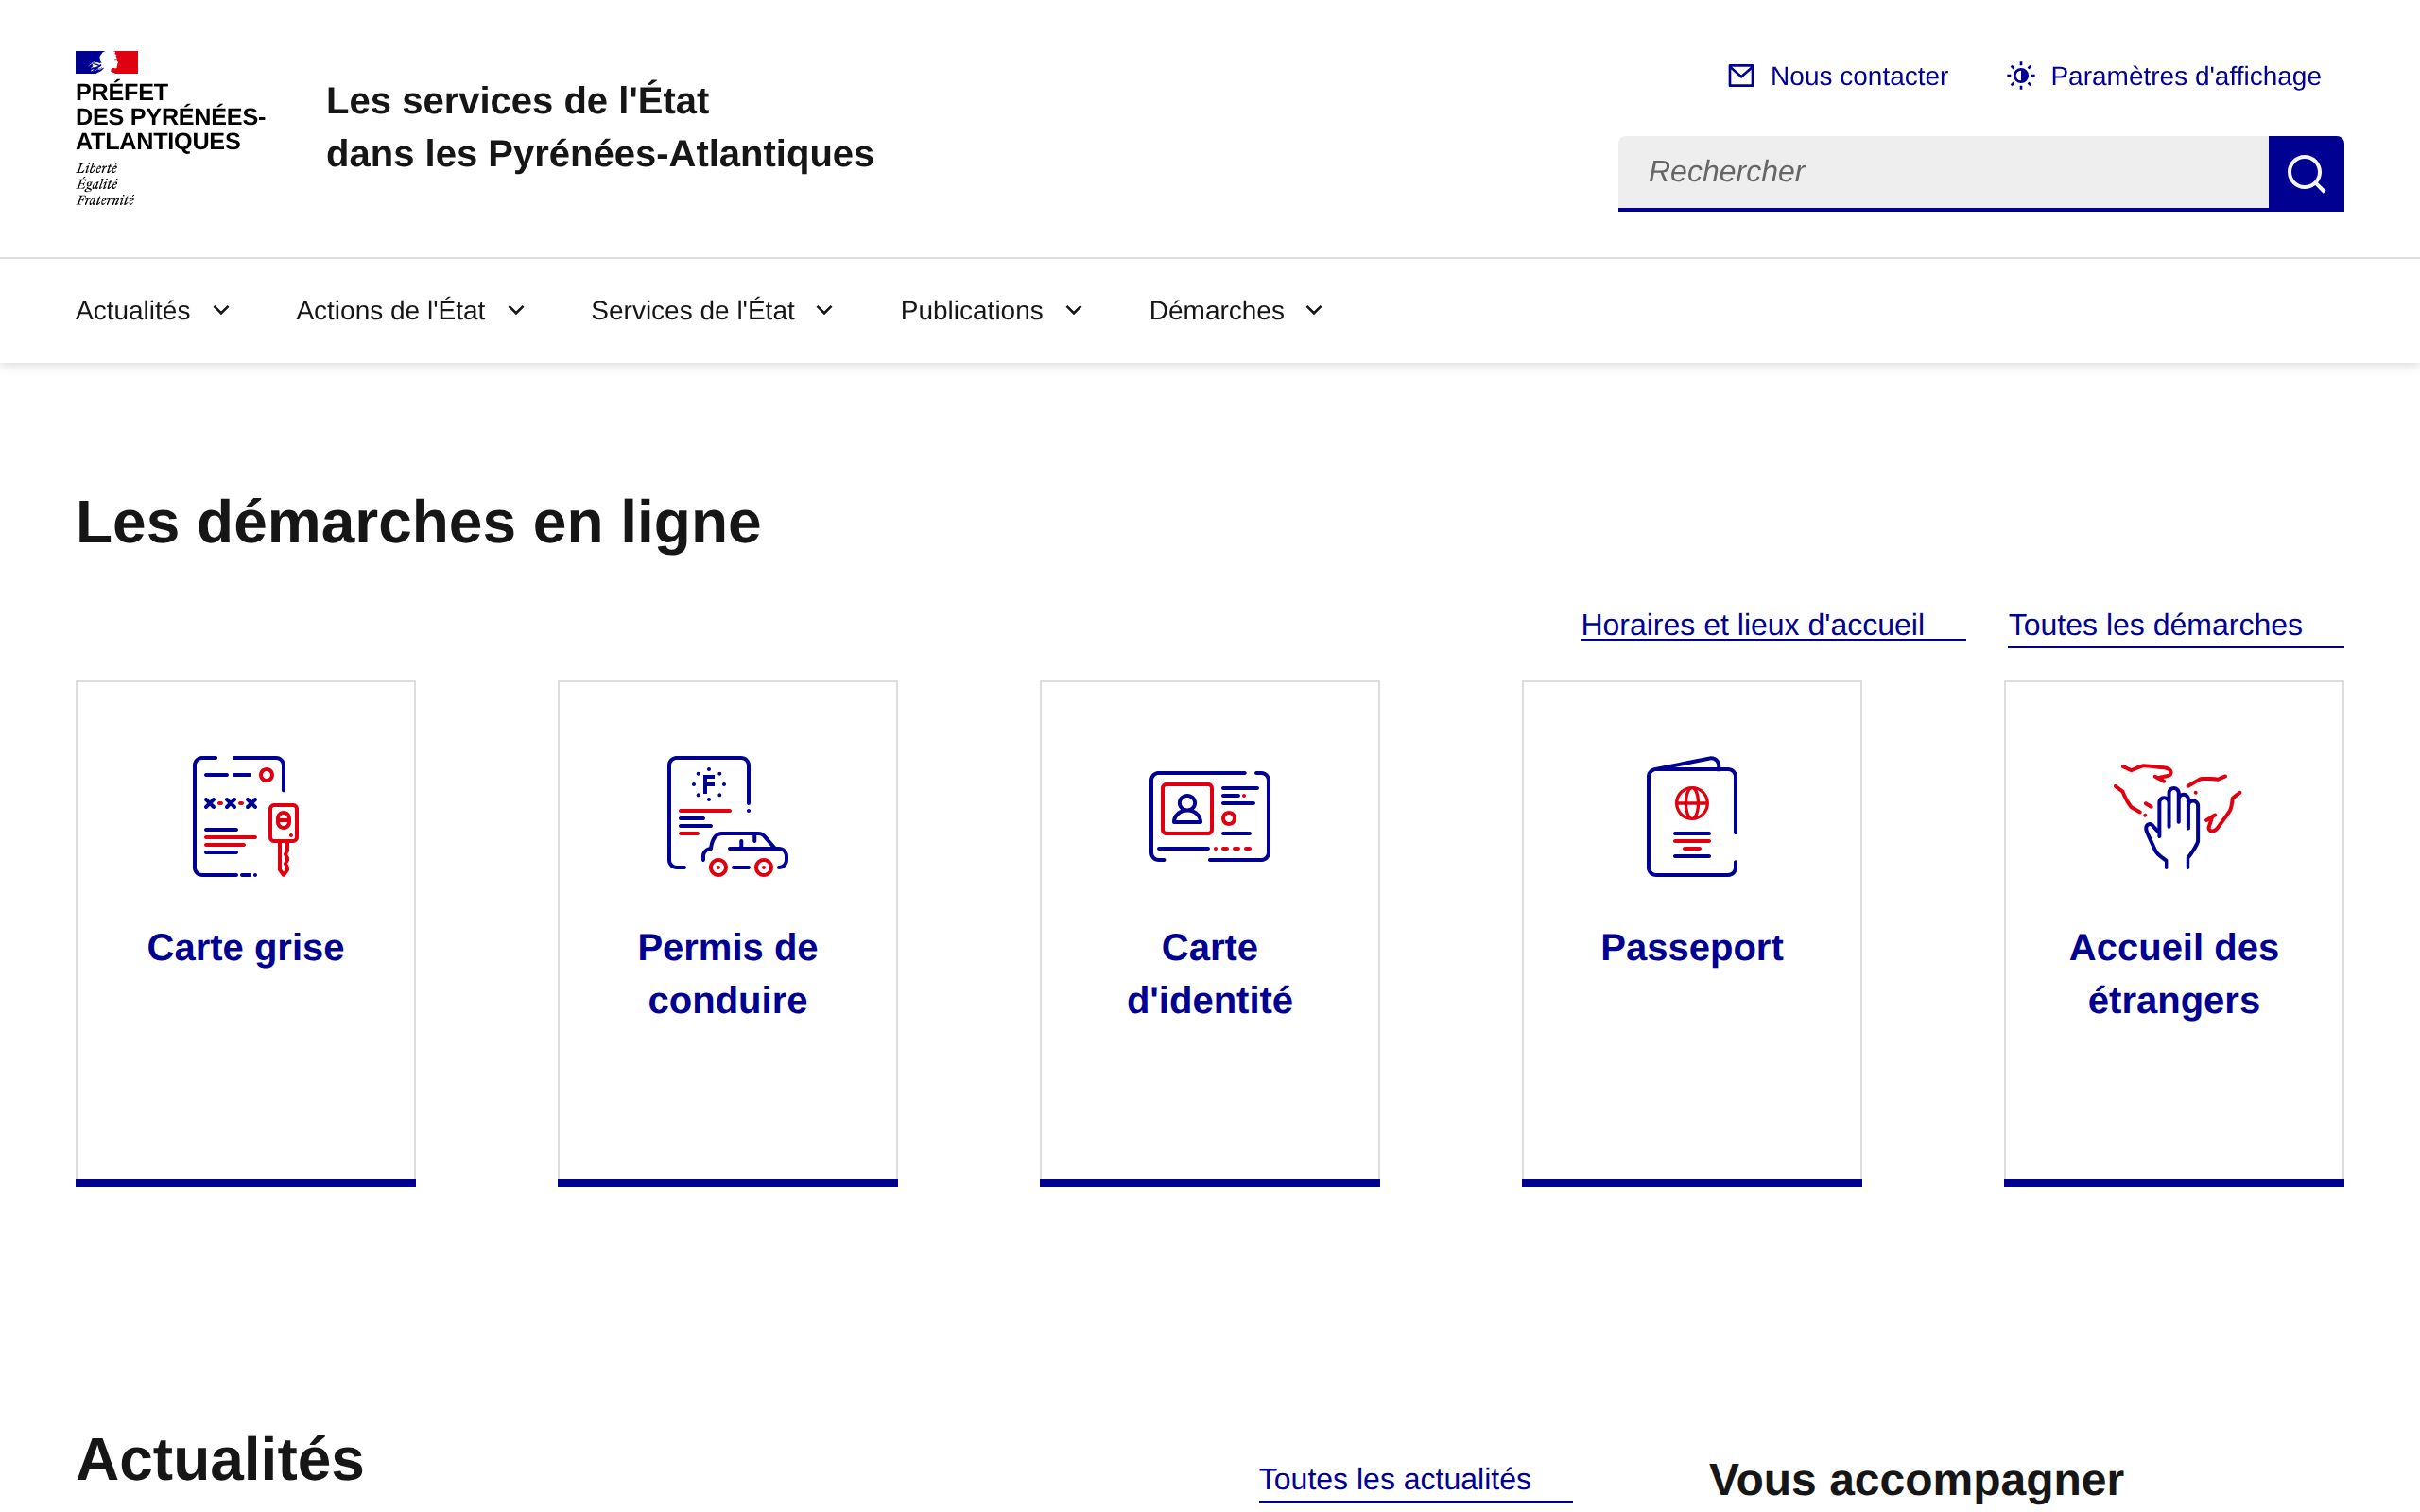 PRÉFET
DES PYRÉNÉES-
ATLANTIQUES
Liberté
Égalité
Fraternité
Les services de l'État
dans les Pyrénées-Atlantiques
Nous contacter
Paramètres d'affichage
Rechercher
Actualités
Actions de l'État
Services de l'État
Publications
Démarches
Les démarches en ligne
Horaires et lieux d'accueil
Toutes les démarches
F
Carte grise
Permis de
conduire
Carte
d'identité
Passeport
Accueil des
étrangers
Actualités
Toutes les actualités
Vous accompagner